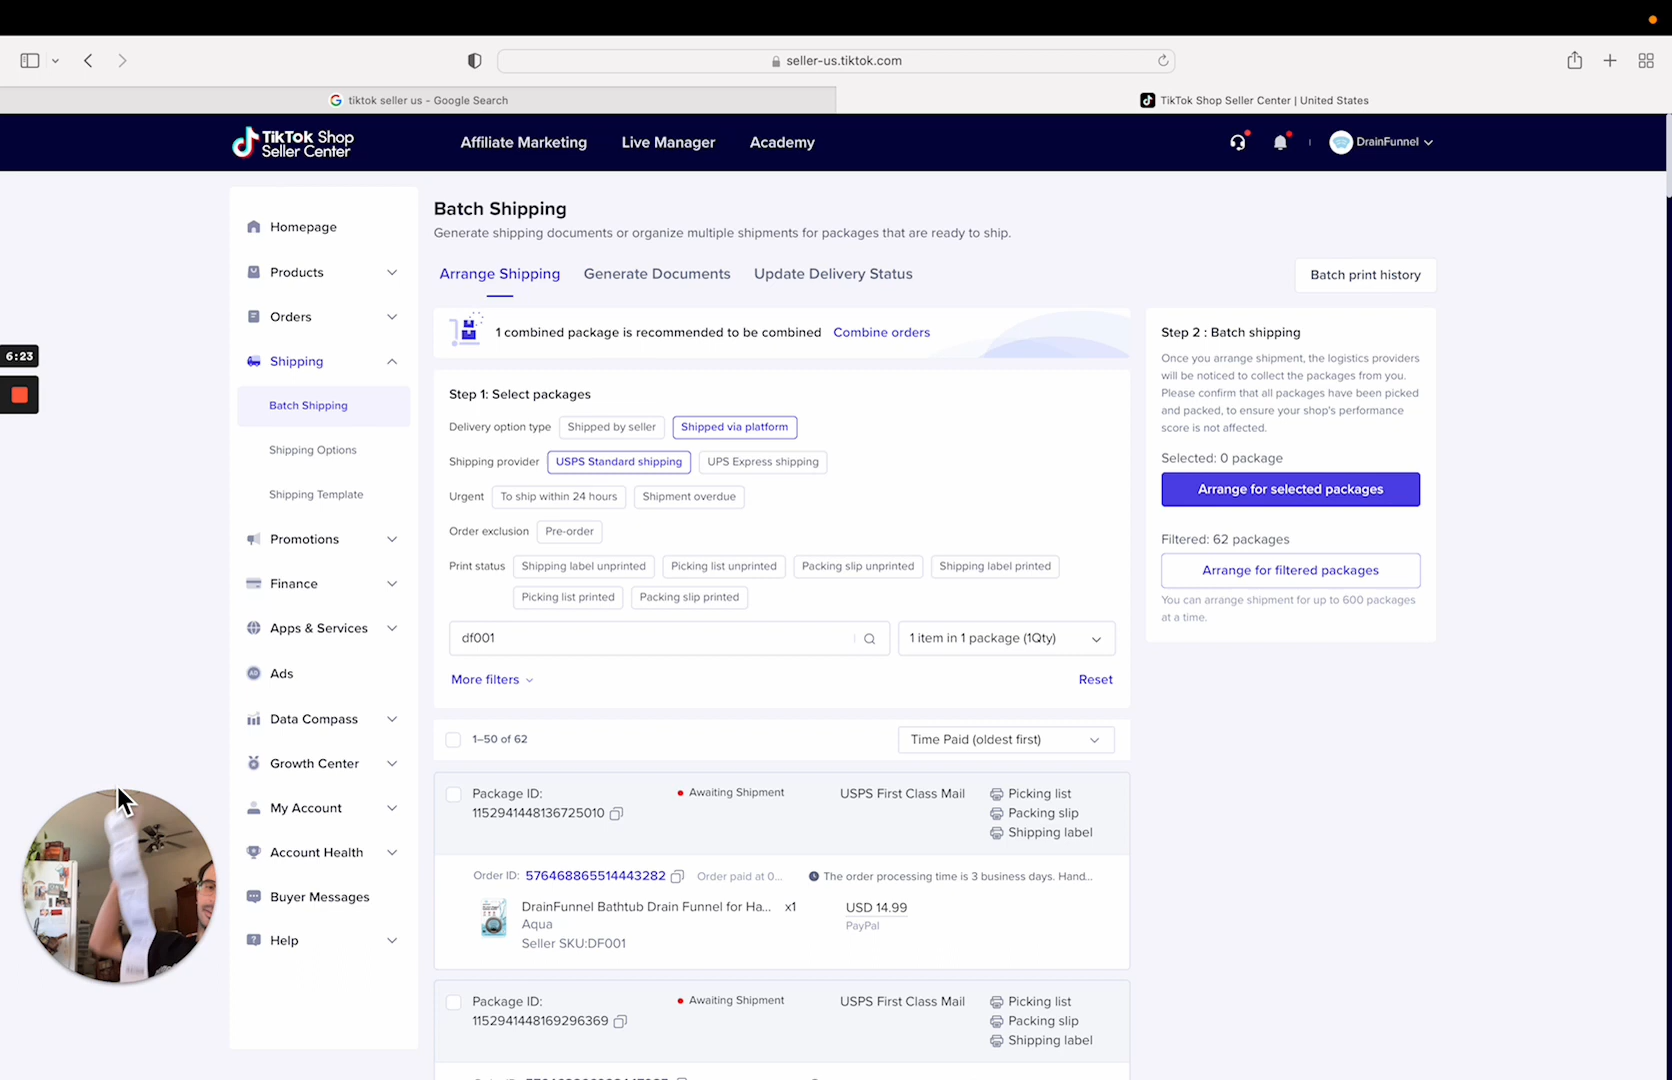 seller-us.tiktok.com
tiktok seller us - Google Search
TikTok Shop Seller Center | United States
TikTok Shop
Seller Center
Affiliate Marketing
Live Manager
Academy
DrainFunnel
Homepage
Products
Orders
Shipping
Batch Shipping
Shipping Options
Shipping Template
Promotions
Finance
Apps & Services
Ads
Data Compass
Growth Center
My Account
Account Health
Buyer Messages
Help
6:23
Batch Shipping
Generate shipping documents or organize multiple shipments for packages that are ready to ship.
Arrange Shipping
Generate Documents
Update Delivery Status
Batch print history
1 combined package is recommended to be combined Combine orders
Step 1: Select packages
Delivery option type Shipped by seller Shipped via platform
Shipping provider USPS Standard shipping UPS Express shipping
Urgent To ship within 24 hours Shipment overdue
Order exclusion Pre-order
Print status Shipping label unprinted Picking list unprinted Packing slip unprinted Shipping label printed
Picking list printed Packing slip printed
df001
1 item in 1 package (1Qty)
More filters
Reset
1–50 of 62
Time Paid (oldest first)
Package ID:
1152941448136725010
Awaiting Shipment
USPS First Class Mail
Picking list
Packing slip
Shipping label
Order ID: 576468865514443282 Order paid at 0... The order processing time is 3 business days. Hand...
DrainFunnel Bathtub Drain Funnel for Ha... x1
Aqua
Seller SKU:DF001
USD 14.99
PayPal
Package ID:
1152941448169296369
Awaiting Shipment
USPS First Class Mail
Picking list
Packing slip
Shipping label
Step 2 : Batch shipping
Once you arrange shipment, the logistics providers
will be noticed to collect the packages from you.
Please confirm that all packages have been picked
and packed, to ensure your shop's performance
score is not affected.
Selected: 0 package
Arrange for selected packages
Filtered: 62 packages
Arrange for filtered packages
You can arrange shipment for up to 600 packages
at a time.